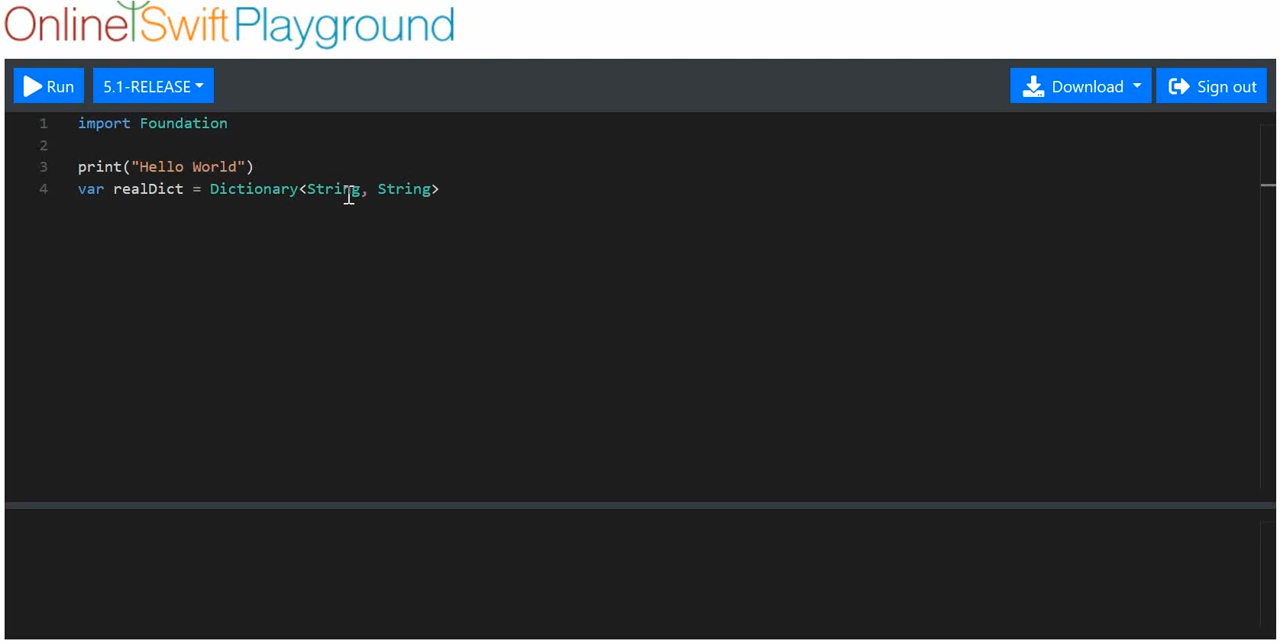 Online Swift Playground
Run 5.1-RELEASE Download Sign out
1 import Foundation
2
3 print("Hello World")
4 var realDict = Dictionary<String, String>